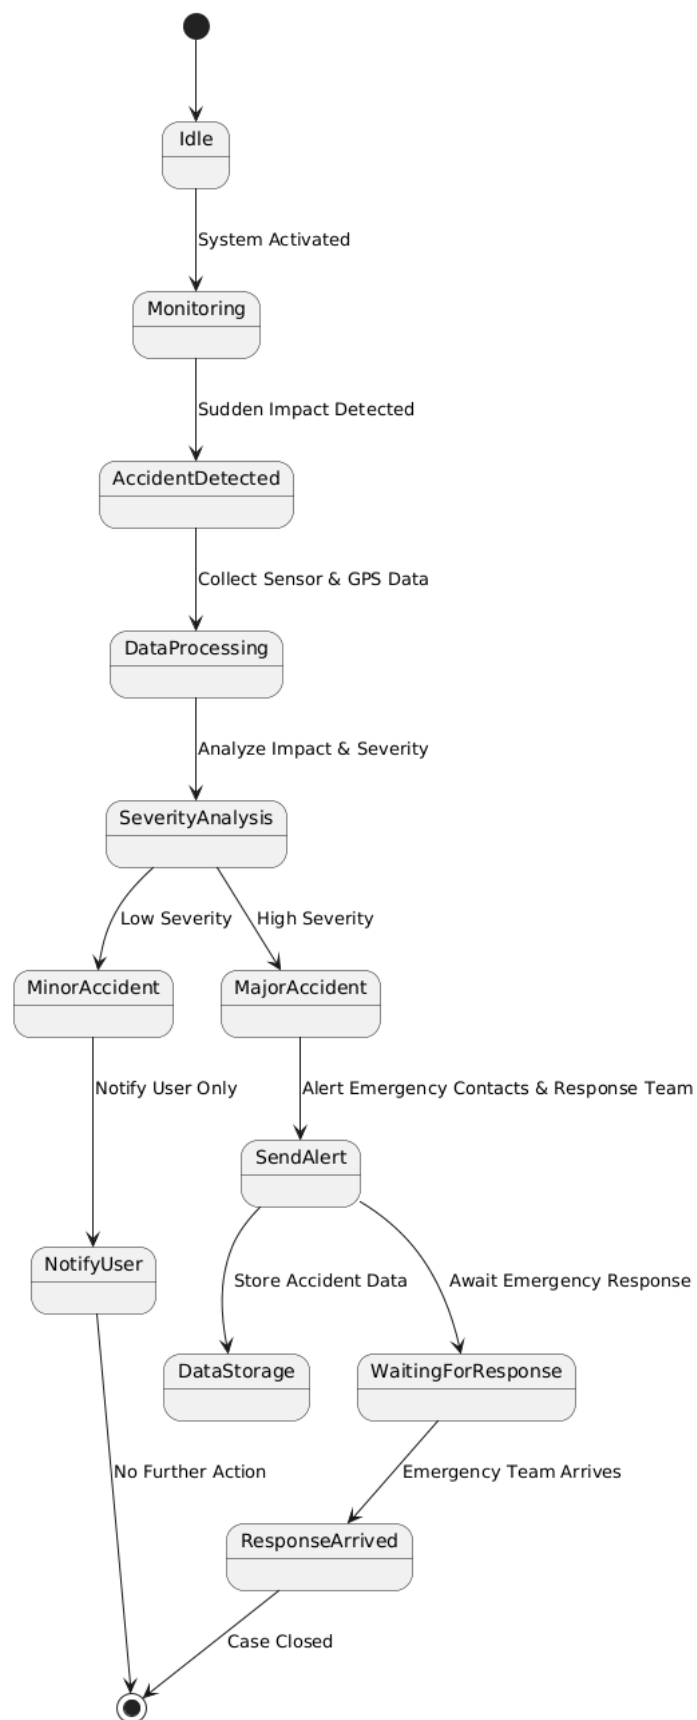 Idle
System Activated
Monitoring
Sudden Impact Detected
AccidentDetected
Collect Sensor & GPS Data
DataProcessing
Analyze Impact & Severity
SeverityAnalysis
Low Severity
High Severity
MinorAccident
MajorAccident
Notify User Only
Alert Emergency Contacts & Response Team
SendAlert
NotifyUser
Store Accident Data
Await Emergency Response
DataStorage
WaitingForResponse
No Further Action
Emergency Team Arrives
ResponseArrived
Case Closed